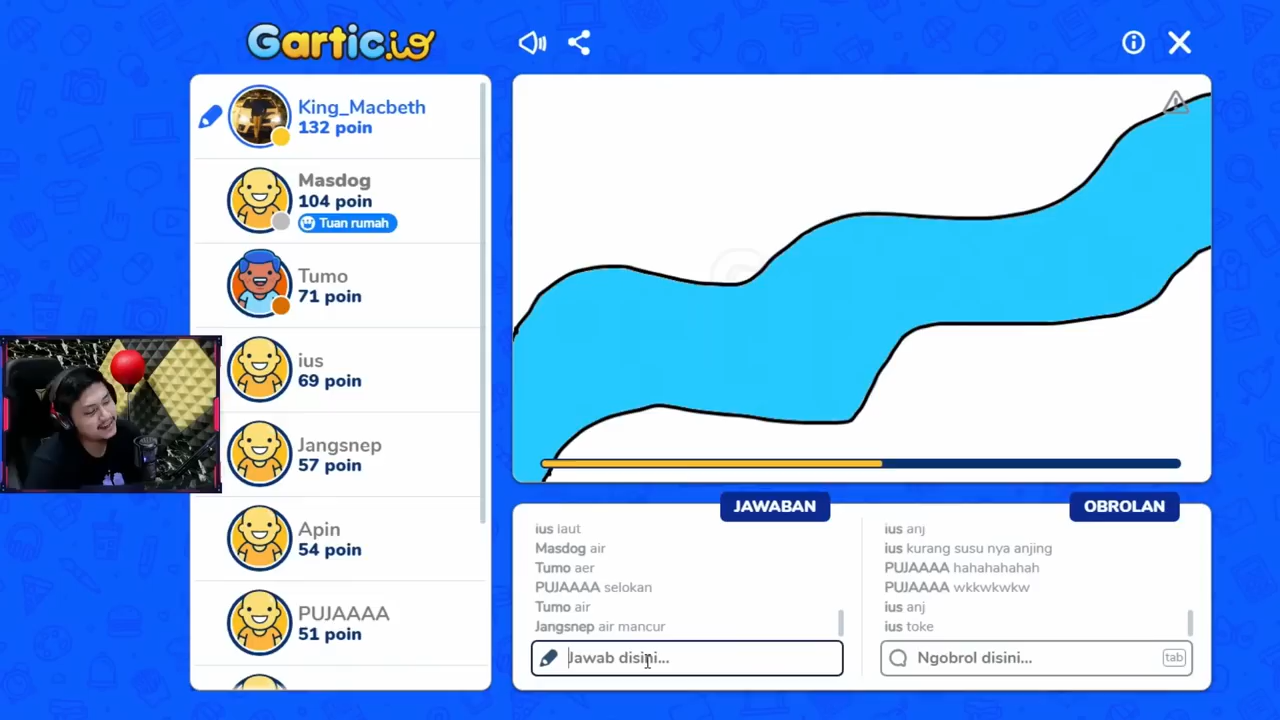 Gartic.io
King_Macbeth
132 poin
Masdog
104 poin
Tuan rumah
Tumo
71 poin
ius
69 poin
Jangsnep
57 poin
Apin
54 poin
PUJAAAA
51 poin
JAWABAN
ius laut
Masdog air
Tumo aer
PUJAAAA selokan
Tumo air
Jangsnep air mancur
Jawab disini...
OBROLAN
ius anj
ius kurang susu nya anjing
PUJAAAA hahahahahah
PUJAAAA wkkwkwkw
ius anj
ius toke
Ngobrol disini...
tab